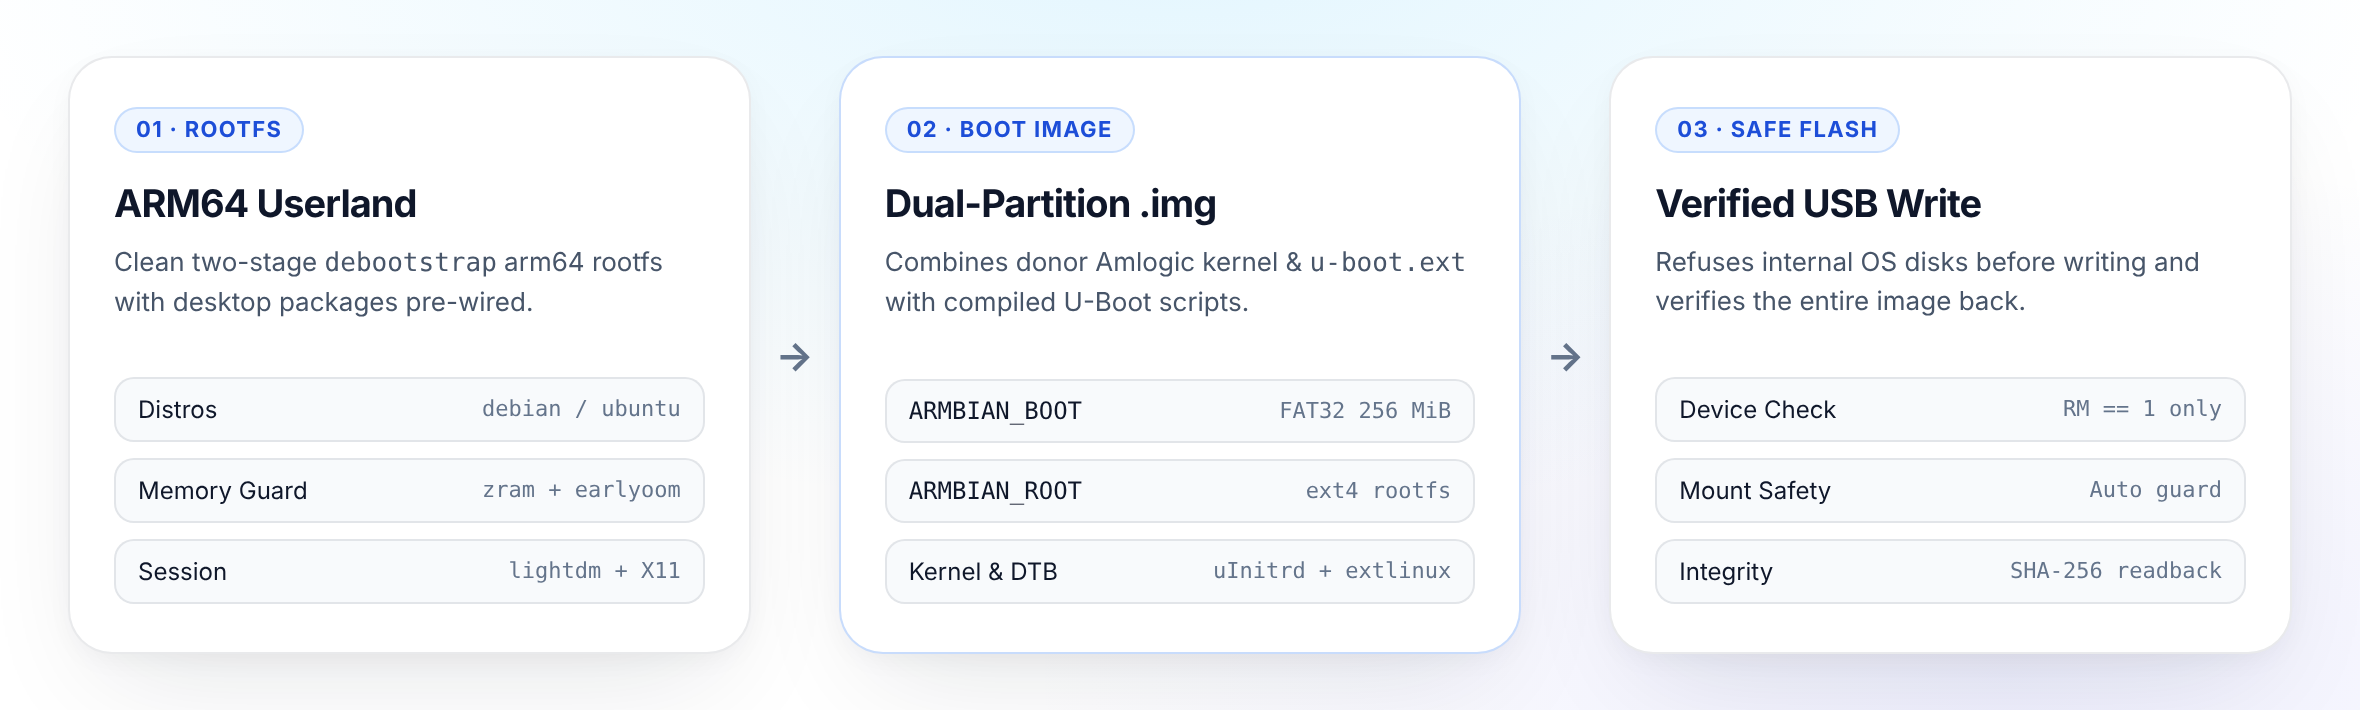 01 · ROOTFS
ARM64 Userland
Clean two-stage debootstrap arm64 rootfs
with desktop packages pre-wired.
Distros debian / ubuntu
Memory Guard zram + earlyoom
Session lightdm + X11
→
02 · BOOT IMAGE
Dual-Partition .img
Combines donor Amlogic kernel & u-boot.ext
with compiled U-Boot scripts.
ARMBIAN_BOOT FAT32 256 MiB
ARMBIAN_ROOT ext4 rootfs
Kernel & DTB uInitrd + extlinux
→
03 · SAFE FLASH
Verified USB Write
Refuses internal OS disks before writing and
verifies the entire image back.
Device Check RM == 1 only
Mount Safety Auto guard
Integrity SHA-256 readback